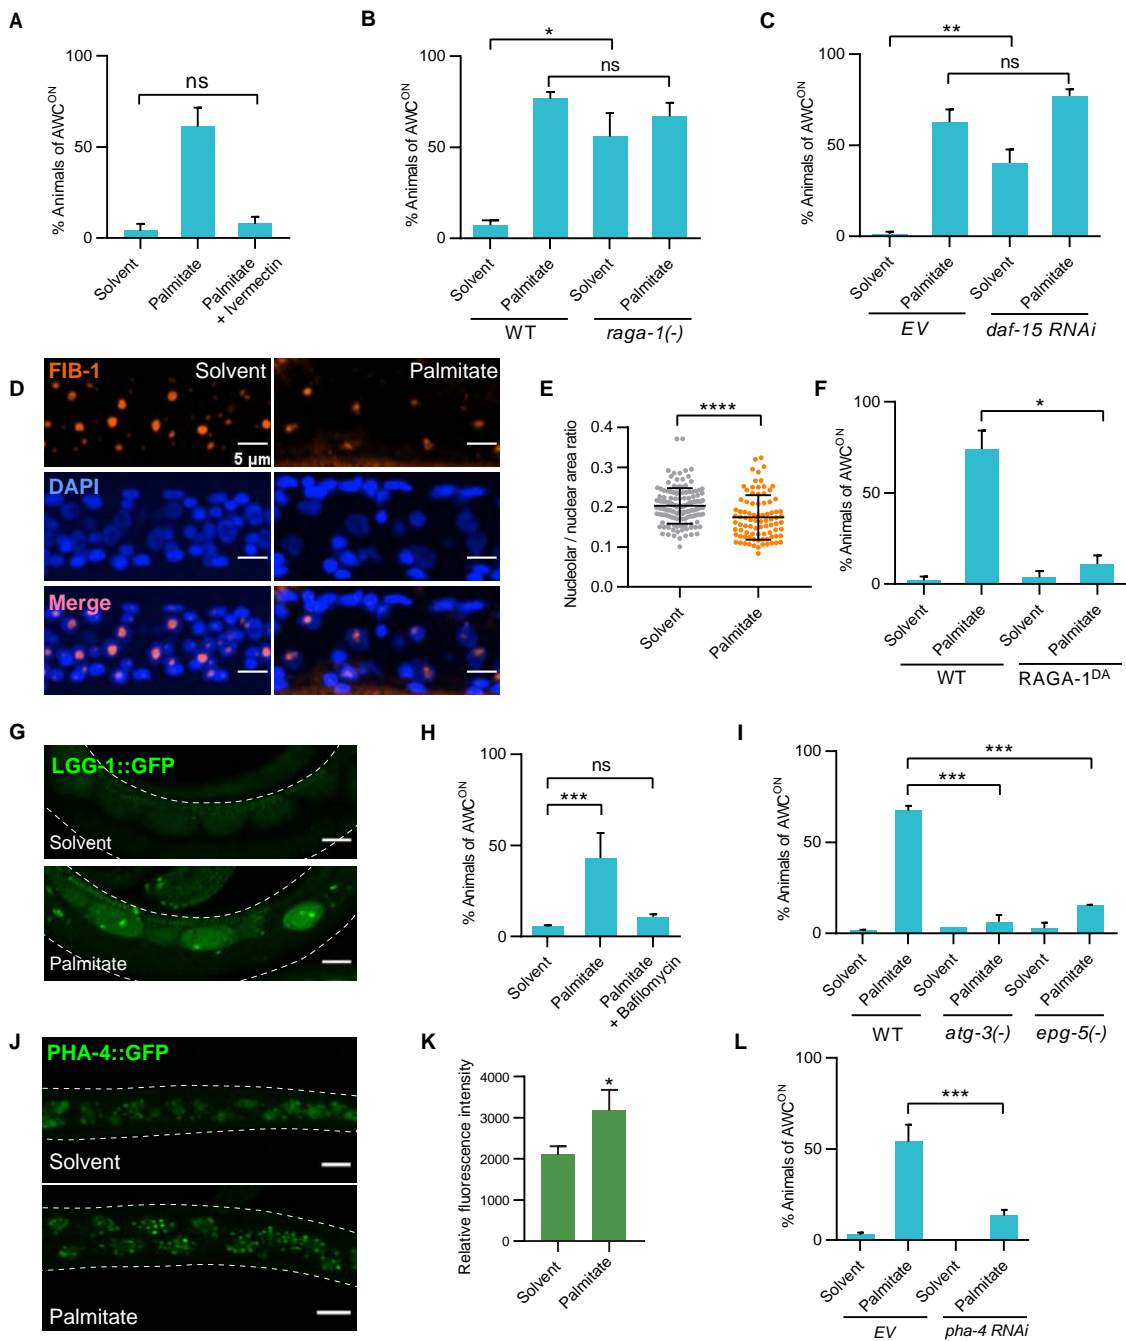 A
% Animals of AWC^ON
100
50
0
ns
Solvent
Palmitate
Palmitate
+ Ivermectin
B
% Animals of AWC^ON
100
50
0
*
ns
Solvent
Palmitate
Solvent
Palmitate
WT
raga-1(-)
C
% Animals of AWC^ON
100
50
0
**
ns
Solvent
Palmitate
Solvent
Palmitate
EV
daf-15 RNAi
D
FIB-1
Solvent
Palmitate
5 µm
DAPI
Merge
E
Nucleolar / nuclear area ratio
0.4
0.3
0.2
0.1
0.0
****
Solvent
Palmitate
F
% Animals of AWC^ON
100
50
0
*
Solvent
Palmitate
Solvent
Palmitate
WT
RAGA-1^DA
G
LGG-1::GFP
Solvent
Palmitate
H
% Animals of AWC^ON
100
50
0
ns
***
Solvent
Palmitate
Palmitate
+ Bafilomycin
I
% Animals of AWC^ON
100
50
0
***
***
Solvent
Palmitate
Solvent
Palmitate
Solvent
Palmitate
WT
atg-3(-)
epg-5(-)
J
PHA-4::GFP
Solvent
Palmitate
K
Relative fluorescence intensity
4000
3000
2000
1000
0
*
Solvent
Palmitate
L
% Animals of AWC^ON
100
50
0
***
Solvent
Palmitate
Solvent
Palmitate
EV
pha-4 RNAi